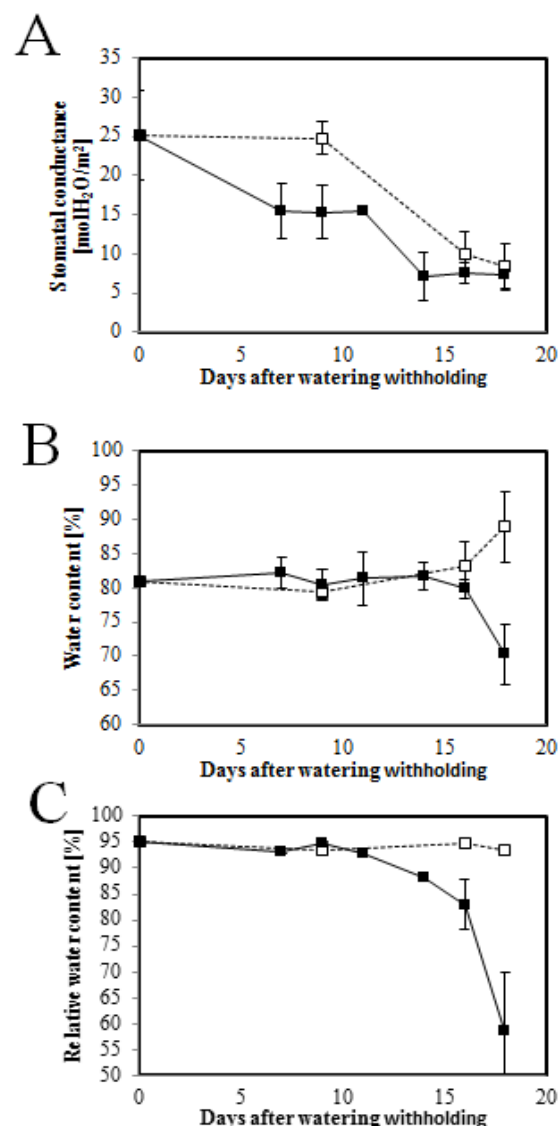 A
35
30
25
20
15
10
5
0
Stomatal conductance
[molH₂O/m²]
0 5 10 15 20
Days after watering withholding
B
100
95
90
85
80
75
70
65
60
Water content [%]
0 5 10 15 20
Days after watering withholding
C
100
95
90
85
80
75
70
65
60
55
50
Relative water content [%]
0 5 10 15 20
Days after watering withholding